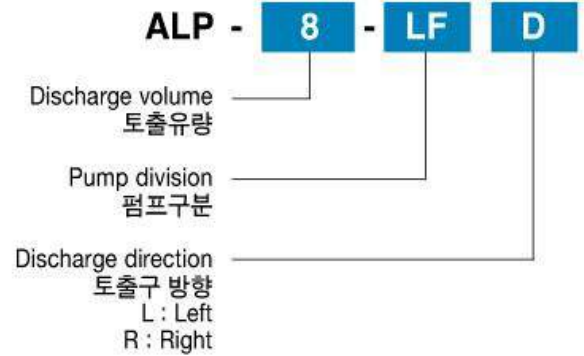 ALP - 8 - LF D
Discharge volume
토출유량
Pump division
펌프구분
Discharge direction
토출구 방향
L : Left
R : Right